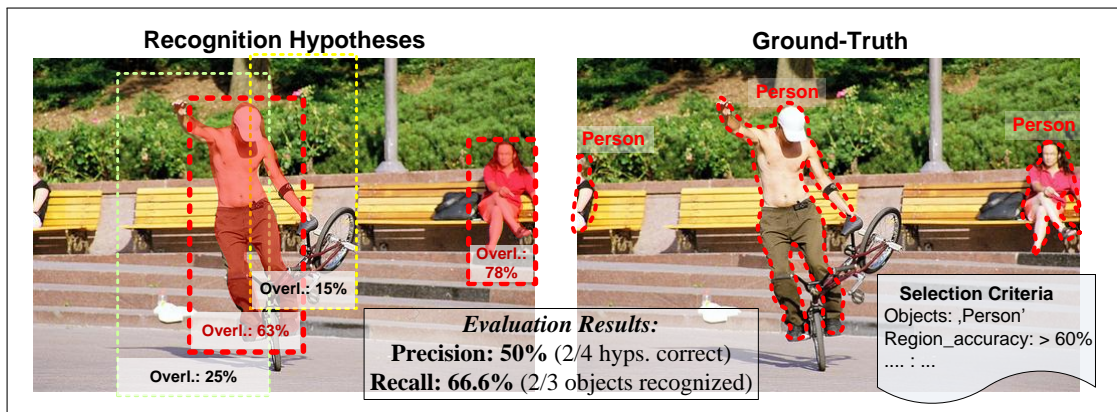 Recognition Hypotheses
Overl.: 78%
Overl.: 15%
Overl.: 63%
Overl.: 25%
Ground-Truth
Person
Person
Person
Selection Criteria
Objects: ‚Person’
Region_accuracy: > 60%
.... : ...
Evaluation Results:
Precision: 50% (2/4 hyps. correct)
Recall: 66.6% (2/3 objects recognized)